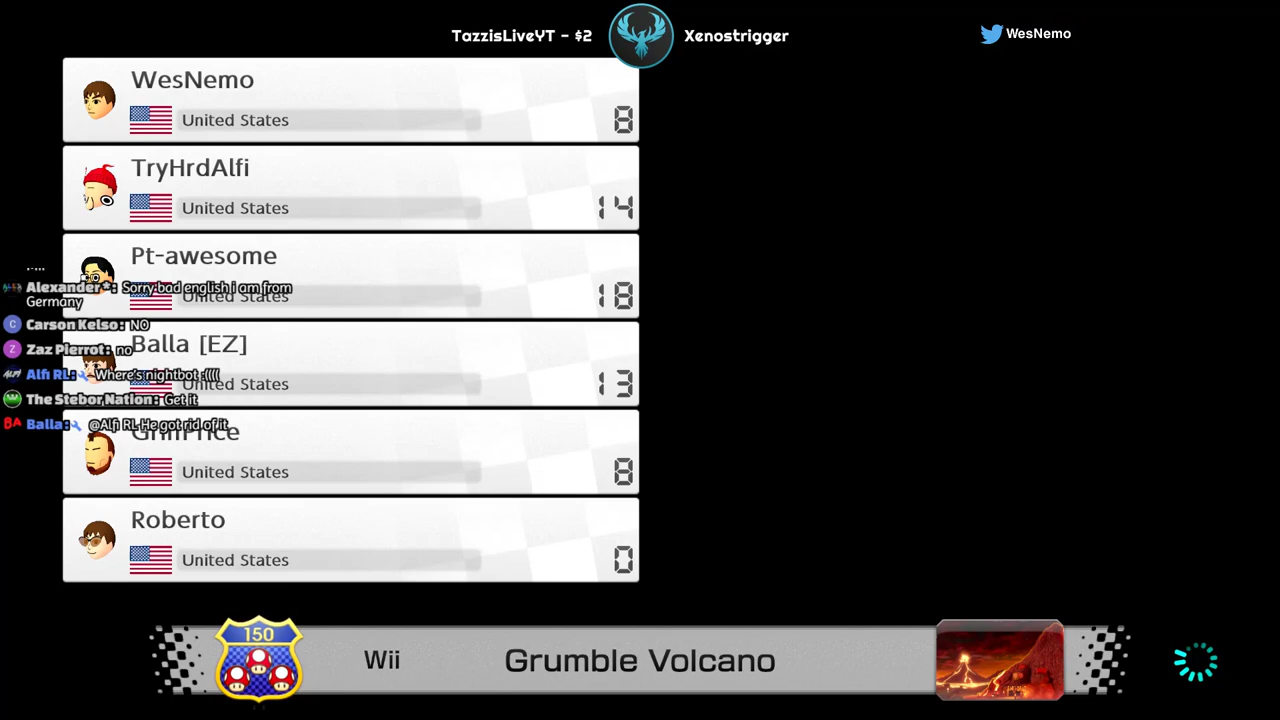 TazzisLiveYT - $2
Xenostrigger
WesNemo
WesNemo
United States
8
TryHrdAlfi
United States
14
Pt-awesome
United States
18
Alexander*: Sorry bad english i am from
Germany
C Carson Kelso: NO
Balla [EZ]
Z Zaz Pierrot: no
United States
13
ALFI Alfi RL: Where's nightbot :((((
The Stebor Nation: Get it
BA Balla: @Alfi RL He got rid of it
GriffPrice
United States
8
Roberto
United States
0
150
Wii
Grumble Volcano